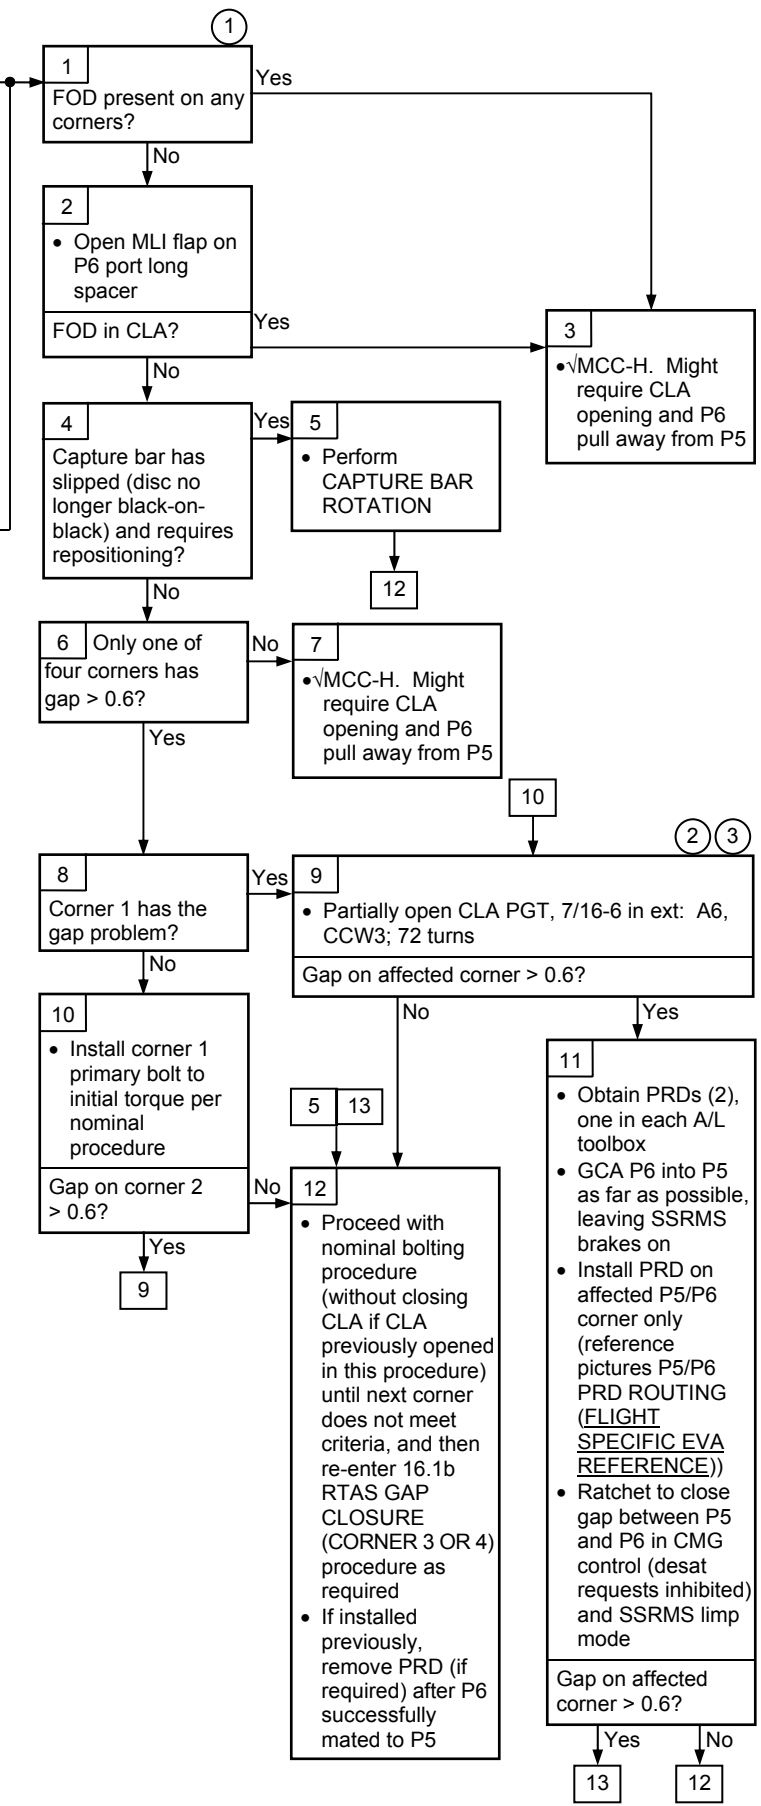 1
1
FOD present on any
corners?
Yes
No
2
• Open MLI flap on
P6 port long
spacer
FOD in CLA?
Yes
No
3
•√MCC-H. Might
require CLA
opening and P6
pull away from P5
4
Capture bar has
slipped (disc no
longer black-on-
black) and requires
repositioning?
Yes
No
5
• Perform
CAPTURE BAR
ROTATION
12
6 Only one of
four corners has
gap > 0.6?
No
Yes
7
•√MCC-H. Might
require CLA
opening and P6
pull away from P5
10
2 3
8
Corner 1 has the
gap problem?
Yes
No
9
• Partially open CLA PGT, 7/16-6 in ext: A6,
CCW3; 72 turns
Gap on affected corner > 0.6?
No
Yes
10
• Install corner 1
primary bolt to
initial torque per
nominal
procedure
Gap on corner 2
> 0.6?
No
Yes
9
5 13
12
• Proceed with
nominal bolting
procedure
(without closing
CLA if CLA
previously opened
in this procedure)
until next corner
does not meet
criteria, and then
re-enter 16.1b
RTAS GAP
CLOSURE
(CORNER 3 OR 4)
procedure as
required
• If installed
previously,
remove PRD (if
required) after P6
successfully
mated to P5
11
• Obtain PRDs (2),
one in each A/L
toolbox
• GCA P6 into P5
as far as possible,
leaving SSRMS
brakes on
• Install PRD on
affected P5/P6
corner only
(reference
pictures P5/P6
PRD ROUTING
(FLIGHT
SPECIFIC EVA
REFERENCE))
• Ratchet to close
gap between P5
and P6 in CMG
control (desat
requests inhibited)
and SSRMS limp
mode
Gap on affected
corner > 0.6?
Yes
No
13
12